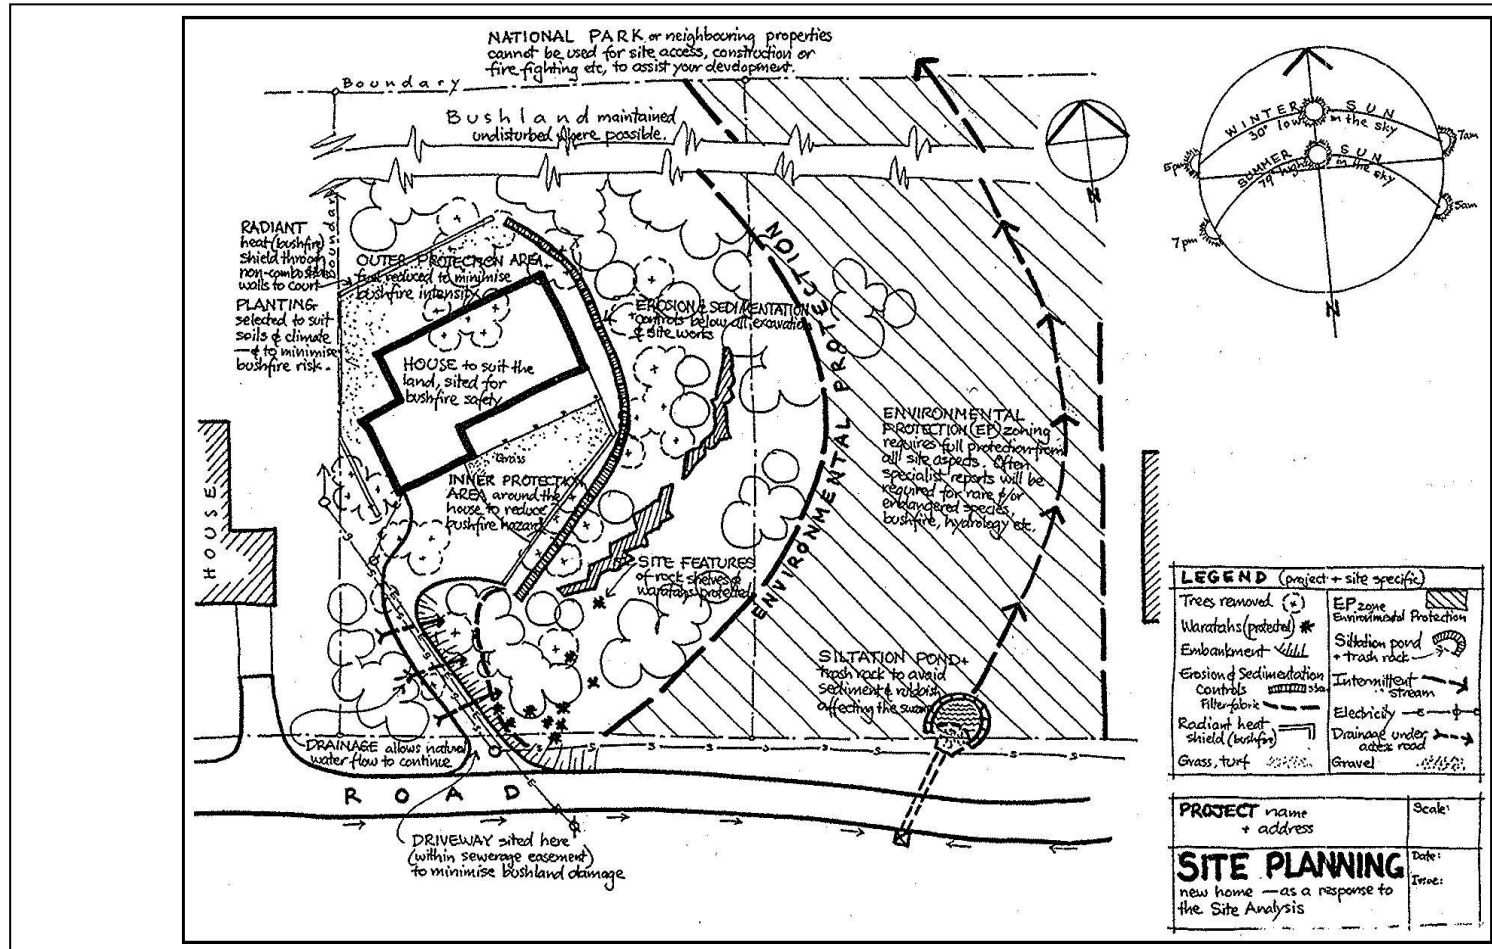 NATIONAL PARK or neighbouring properties
cannot be used for site access, construction or
fire fighting etc, to assist your development.
Boundary
Bushland maintained
undisturbed where possible.
N
WINTER SUN
30° low in the sky
SUMMER SUN
79° high in the sky
7am
5pm
5am
7pm
N
Boundary
RADIANT
heat (bushfire)
shield through
non-combustible
walls to court
PLANTING
selected to suit
soils & climate
— & to minimise
bushfire risk.
OUTER PROTECTION AREA
fuel reduced to minimise
bushfire intensity
EROSION & SEDIMENTATION
controls below all excavation
& site works
HOUSE to suit the
land, sited for
bushfire safety
Grass
INNER PROTECTION
AREA around the
house to reduce
bushfire hazard
ENVIRONMENTAL PROTECTION
ENVIRONMENTAL
PROTECTION (EP) zoning
requires full protection from
all site aspects. Often
specialist reports will be
required for rare &/or
endangered species,
bushfire, hydrology etc.
HOUSE
SITE FEATURES
of rock shelves &
waratahs protected
SILTATION POND +
trash rack to avoid
sediment & rubbish
affecting the swamp
DRAINAGE allows natural
water flow to continue
S S S S S
ROAD
DRIVEWAY sited here
(within sewerage easement)
to minimise bushland damage
LEGEND (project + site specific)
Trees removed
Waratahs (protected)
Embankment
Erosion & Sedimentation
Controls
Filter fabric
Radiant heat
shield (bushfire)
Grass, turf
EP zone
Environmental Protection
Siltation pond
+ trash rack
Intermittent
stream
Electricity
Drainage under
access road
Gravel
PROJECT name
+ address
Scale:
SITE PLANNING
new home — as a response to
the Site Analysis
Date:
Issue: